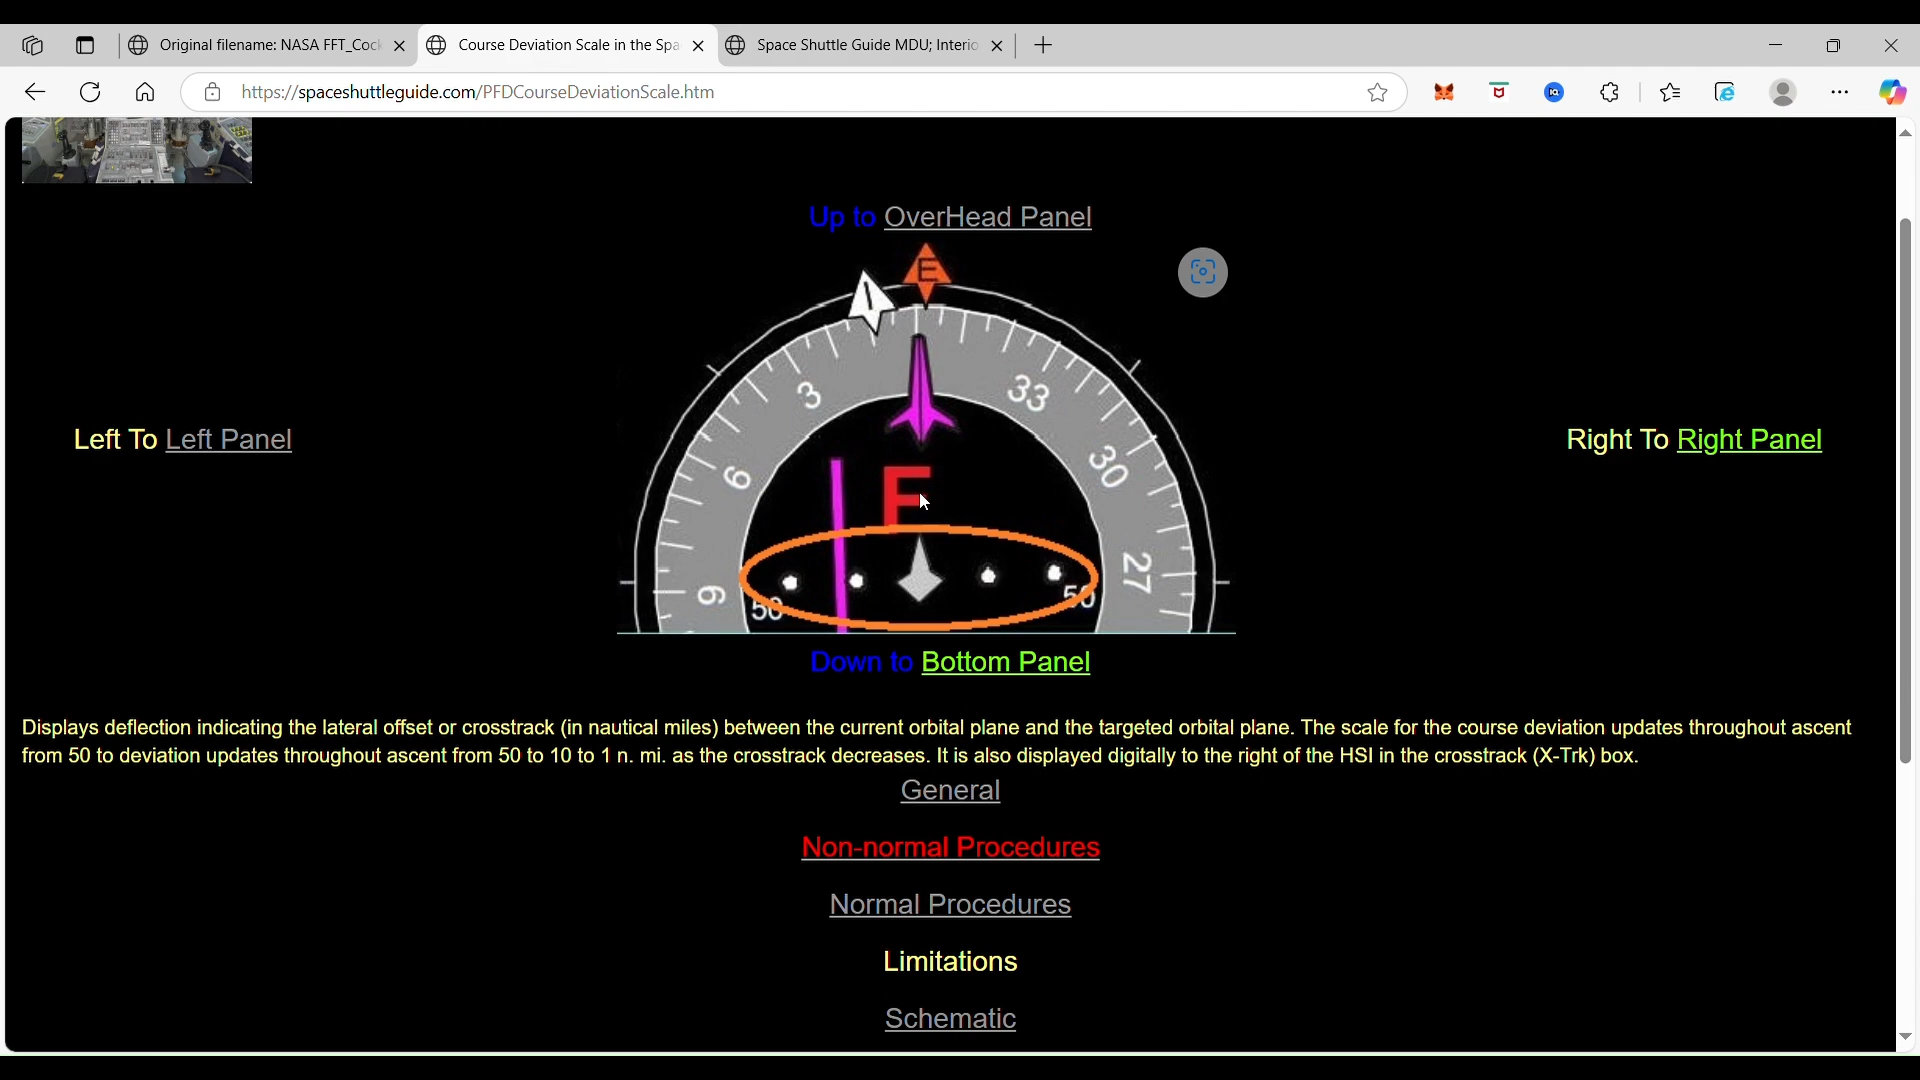 Original filename: NASA FFT_Coc
Course Deviation Scale in the Spa
Space Shuttle Guide MDU; Interio
https://spaceshuttleguide.com/PFDCourseDeviationScale.htm
Up to OverHead Panel
E
I
3
33
Left To Left Panel
Right To Right Panel
6
30
F
9
27
50
50
Down to Bottom Panel
Displays deflection indicating the lateral offset or crosstrack (in nautical miles) between the current orbital plane and the targeted orbital plane. The scale for the course deviation updates throughout ascent
from 50 to deviation updates throughout ascent from 50 to 10 to 1 n. mi. as the crosstrack decreases. It is also displayed digitally to the right of the HSI in the crosstrack (X-Trk) box.
General
Non-normal Procedures
Normal Procedures
Limitations
Schematic